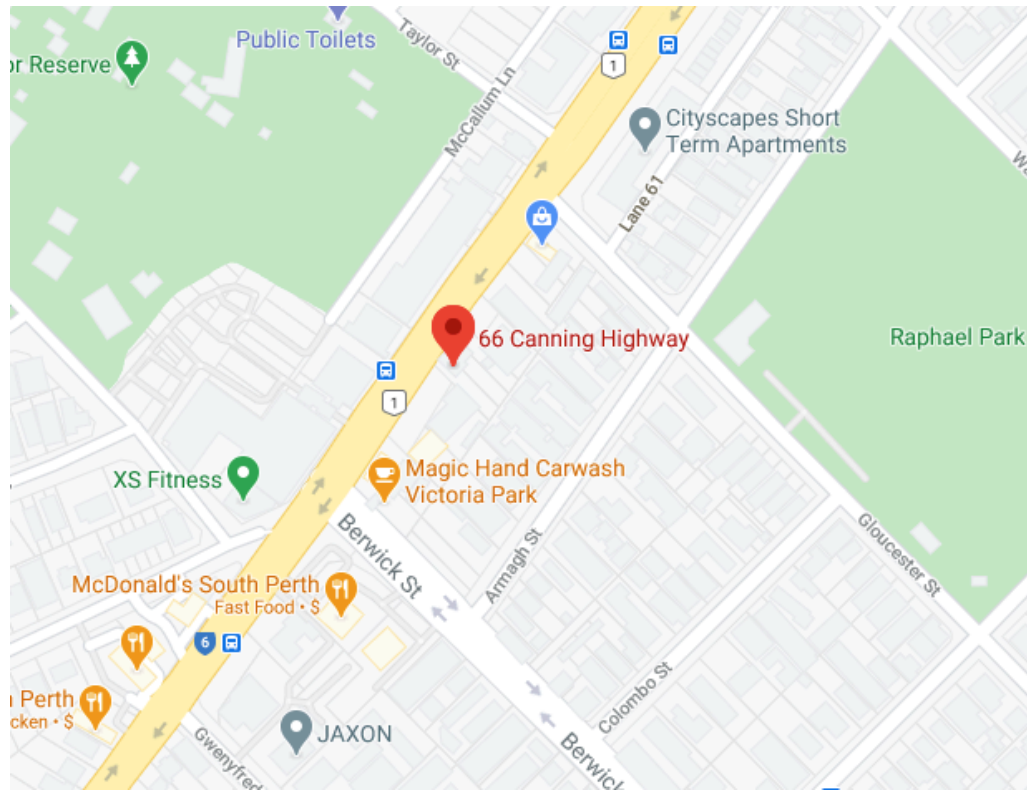 Public Toilets
or Reserve
Taylor St
McCallum Ln
1
Cityscapes Short
Term Apartments
Lane 61
66 Canning Highway
Raphael Park
1
XS Fitness
Magic Hand Carwash
Victoria Park
Berwick St
Armagh St
Gloucester St
McDonald's South Perth
Fast Food • $
6
Perth
cken • $
JAXON
Gwenyfred
Colombo St
Berwick